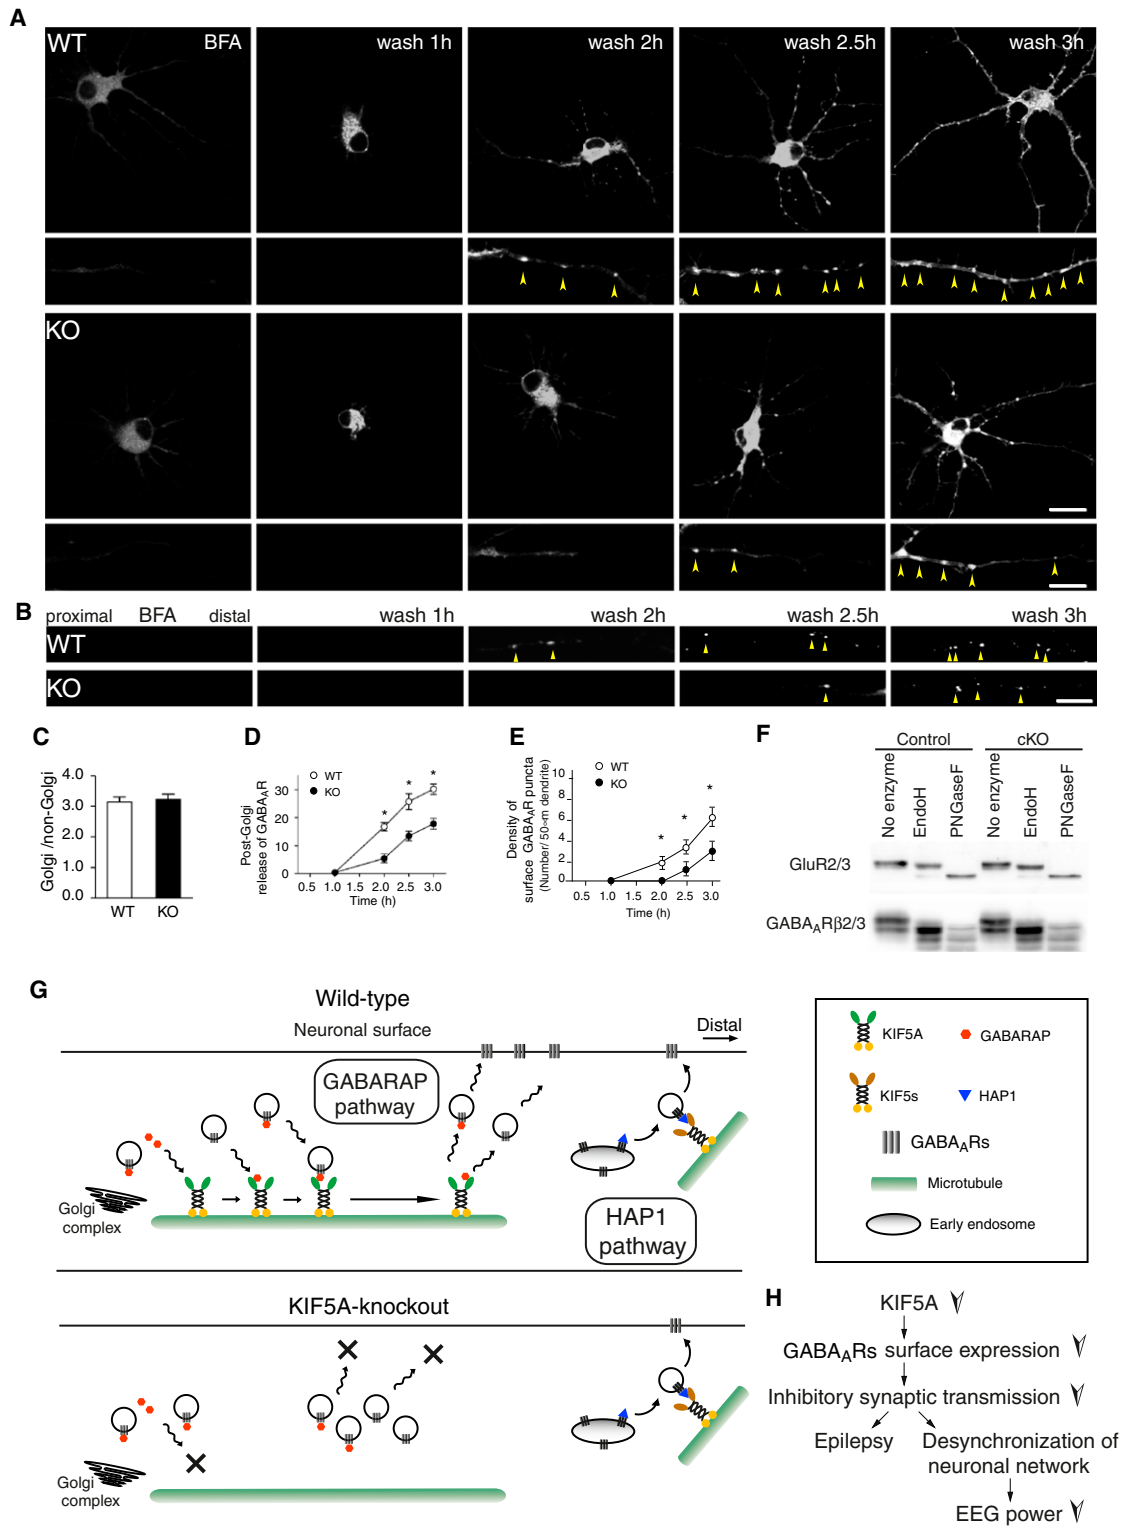 A
WT
BFA
wash 1h
wash 2h
wash 2.5h
wash 3h
KO
B
proximal BFA distal
wash 1h
wash 2h
wash 2.5h
wash 3h
WT
KO
C
Golgi /non-Golgi
4.0
3.0
2.0
1.0
0.0
WT
KO
D
Post-Golgi
release of GABAAR
WT
KO
30
20
10
0
* * *
0.5 1.0 1.5 2.0 2.5 3.0
Time (h)
E
Density of
surface GABAAR puncta
(Number/ 50∝m dendrite)
WT
KO
10
8
6
4
2
0
* * *
0.5 1.0 1.5 2.0 2.5 3.0
Time (h)
F
Control
cKO
No enzyme
EndoH
PNGaseF
No enzyme
EndoH
PNGaseF
GluR2/3
GABAARβ2/3
G
Wild-type
Neuronal surface
Distal
GABARAP
pathway
Golgi
complex
HAP1
pathway
KIF5A-knockout
Golgi
complex
KIF5A
GABARAP
KIF5s
HAP1
GABAARs
Microtubule
Early endosome
H
KIF5A
GABAARs surface expression
Inhibitory synaptic transmission
Epilepsy
Desynchronization of
neuronal network
EEG power